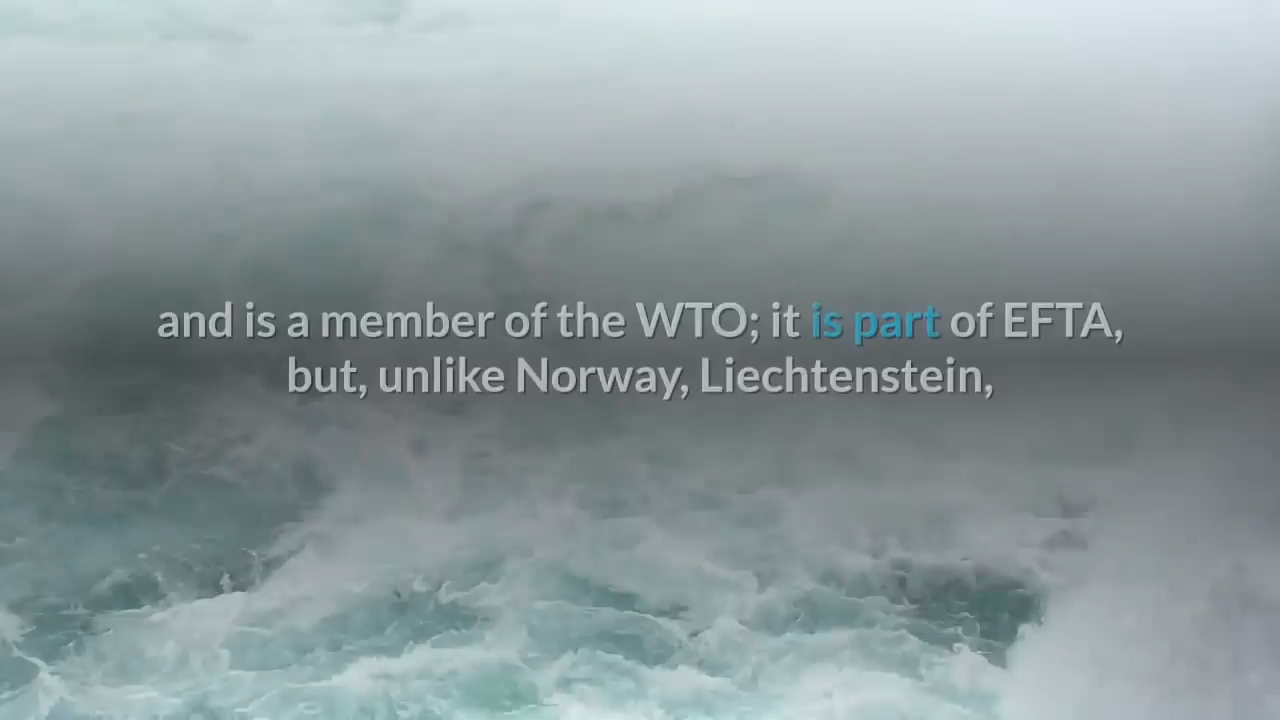 and is a member of the WTO; it is part of EFTA,
but, unlike Norway, Liechtenstein,